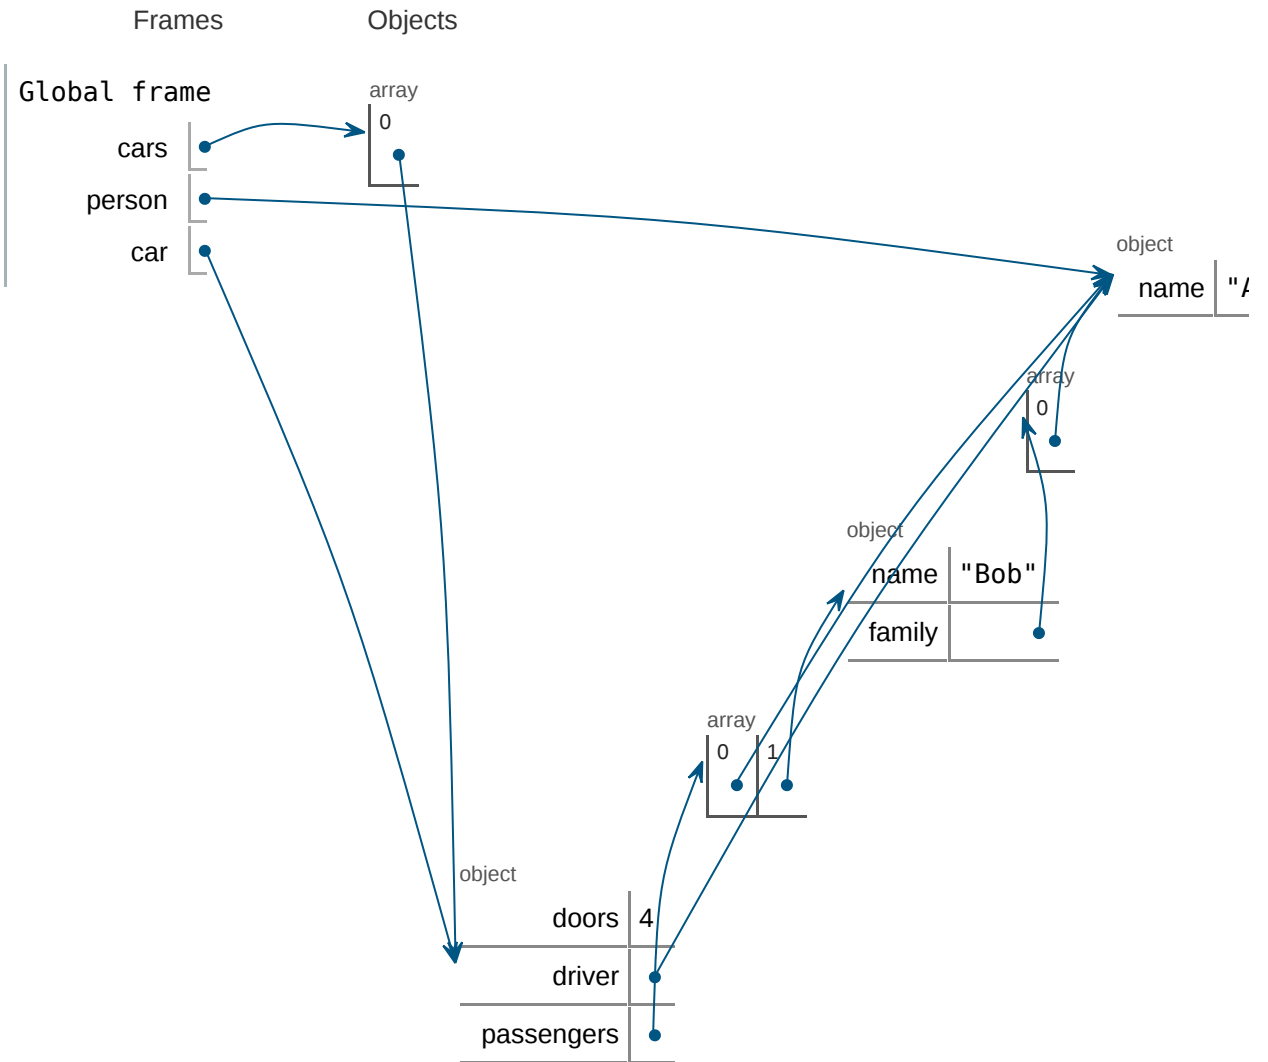 Frames Objects
Global frame
array
0
cars
person
car
object
name
array
0
object
name "Bob"
family
array
0 1
object
doors 4
driver
passengers